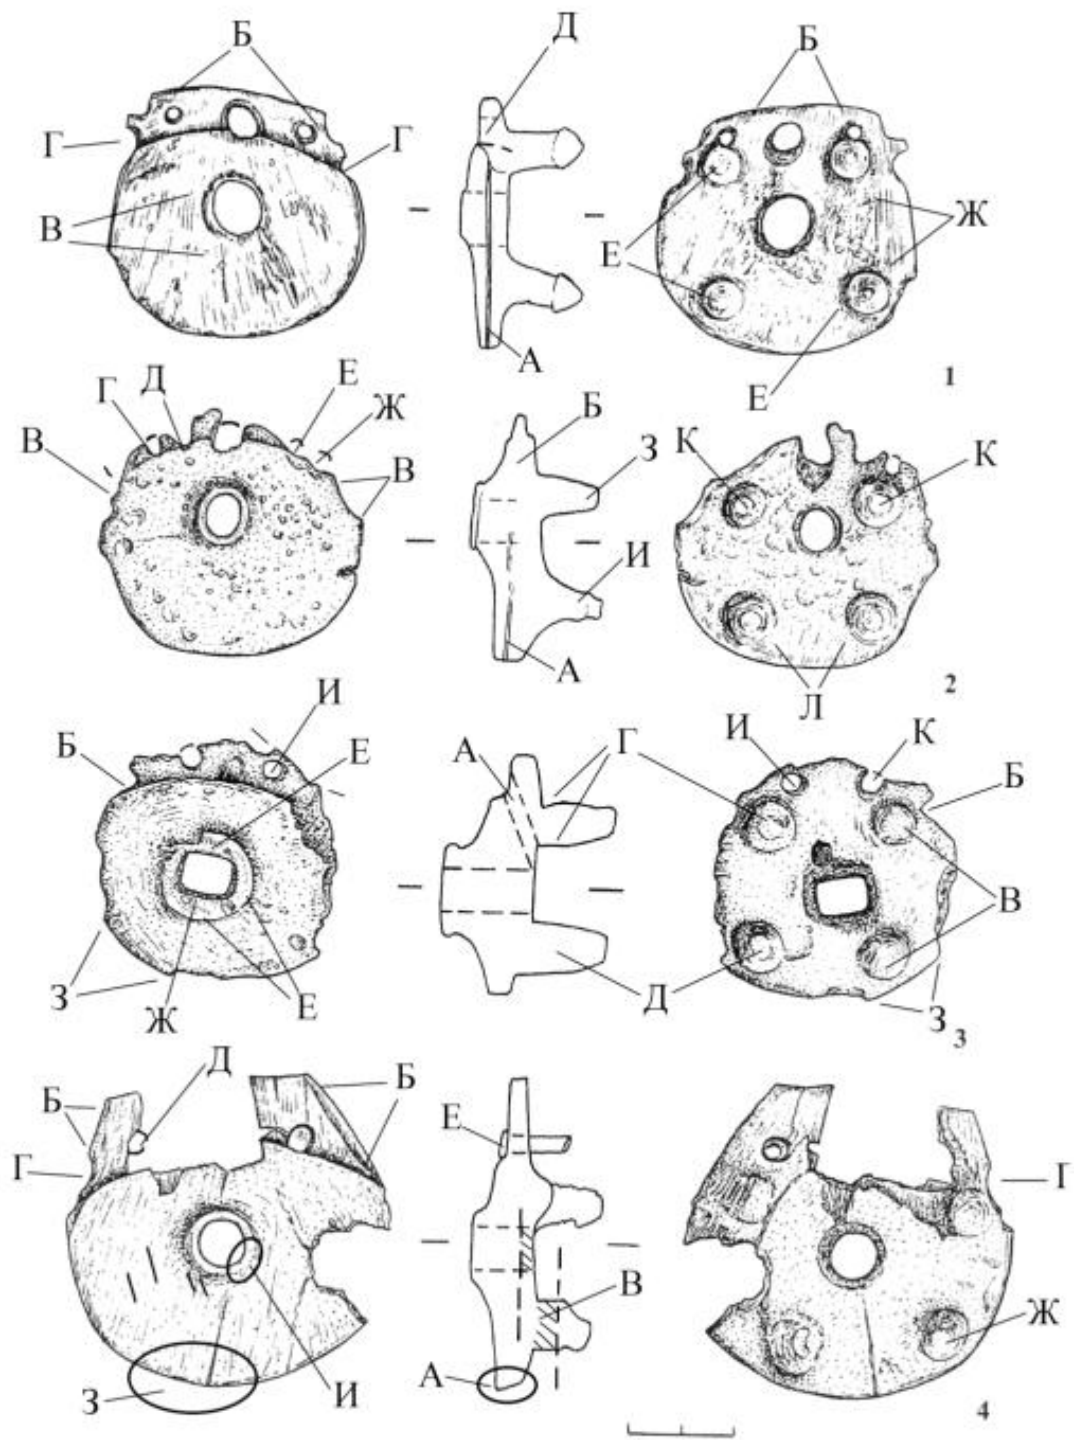 Б
Д
Б
Г
Г
В
Ж
Е
А
Е
1
Г
Д
Е
Ж
Б
В
В
З
К
К
И
А
Л
2
И
Б
Е
А
Г
И
К
Б
В
З
Ж
Е
Д
З
3
Д
Б
Б
Е
Г
Г
В
Ж
З
И
А
4